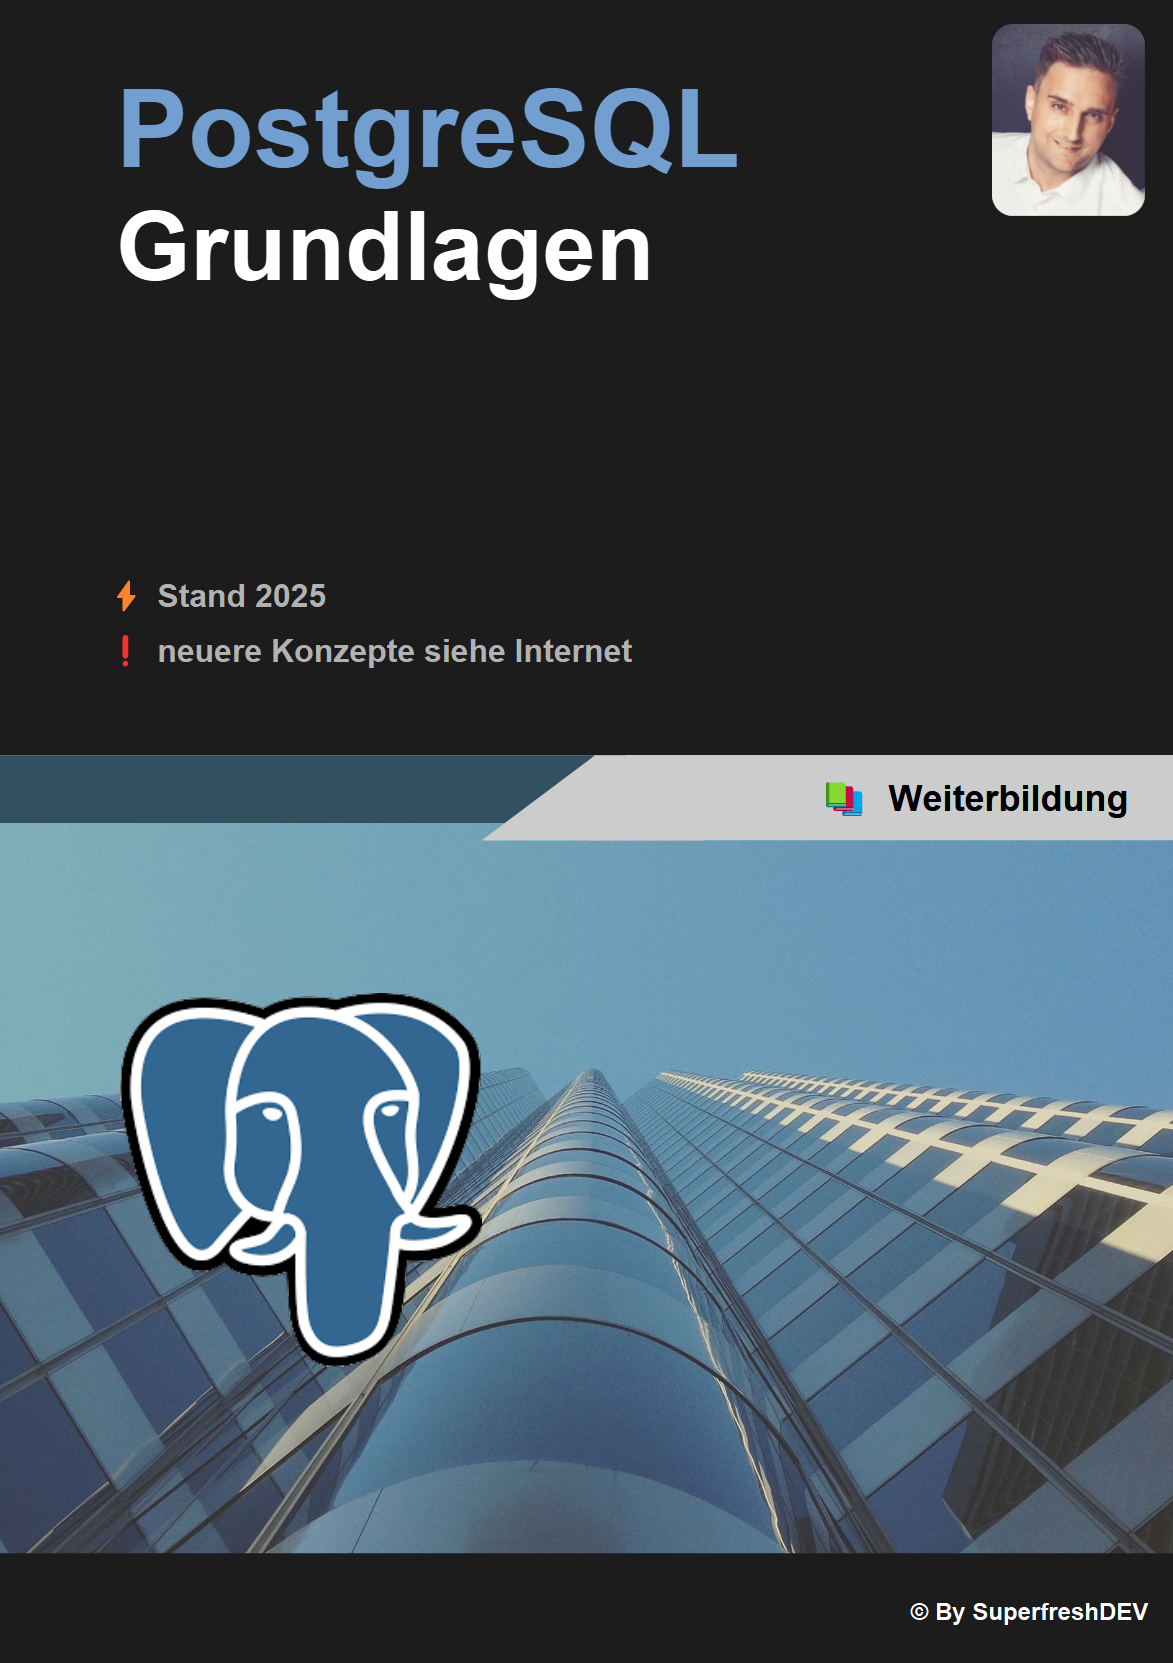 PostgreSQL
Grundlagen
Stand 2025
neuere Konzepte siehe Internet
Weiterbildung
© By SuperfreshDEV